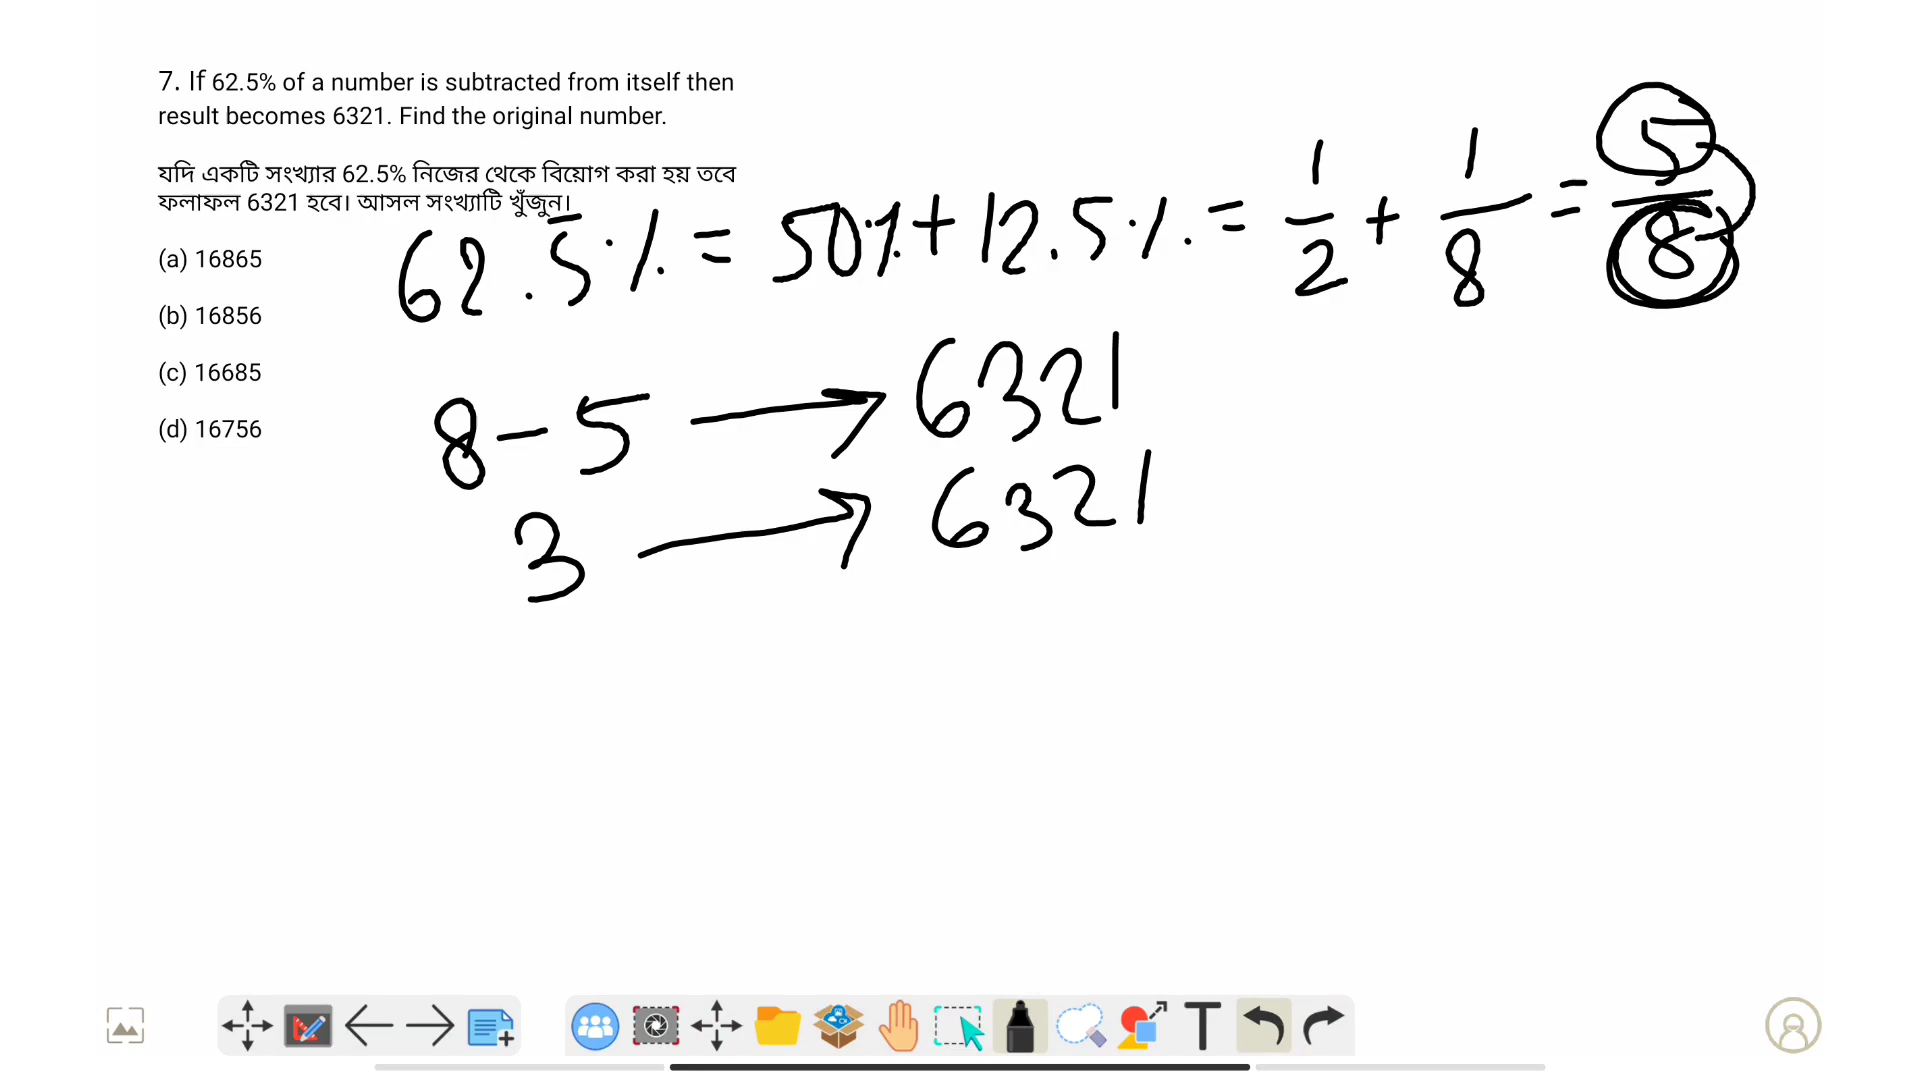 7. If 62.5% of a number is subtracted from itself then
result becomes 6321. Find the original number.
যদি একটি সংখ্যার 62.5% নিজের থেকে বিয়োগ করা হয় তবে
ফলাফল 6321 হবে। আসল সংখ্যাটি খুঁজুন।
62.5% = 50% + 12.5% = 1/2 + 1/8 = 5/8
(a) 16865
(b) 16856
(c) 16685
(d) 16756
8-5 → 6321
3 → 6321
T